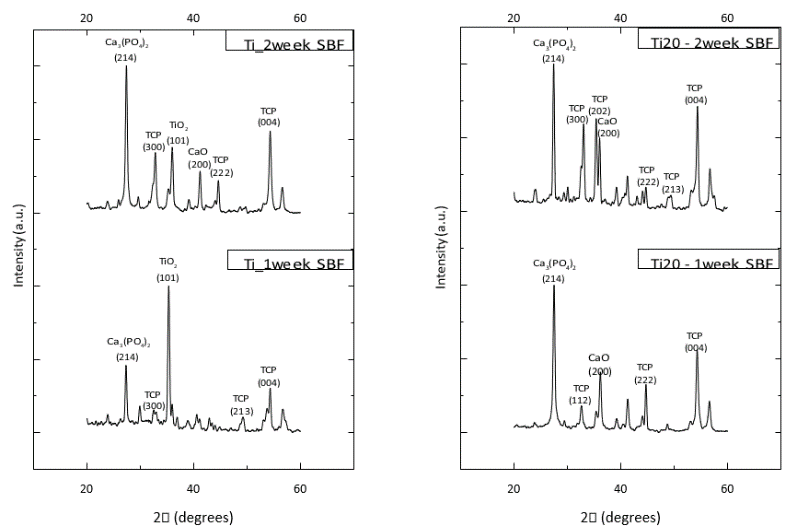 20
40
60
Ti_2week SBF
Ca3(PO4)2
(214)
TCP
(300)
TiO2
(101)
CaO
(200)
TCP
(222)
TCP
(004)
Ti_1week SBF
TiO2
(101)
Ca3(PO4)2
(214)
TCP
(300)
TCP
(213)
TCP
(004)
Intensity (a.u.)
20
40
60
2□ (degrees)
20
40
60
Ti20 - 2week SBF
Ca3(PO4)2
(214)
TCP
(300)
TCP
(202)
CaO
(200)
TCP
(222)
TCP
(213)
TCP
(004)
Ti20 - 1week SBF
Ca3(PO4)2
(214)
TCP
(112)
CaO
(200)
TCP
(222)
TCP
(004)
Intensity (a.u.)
20
40
60
2□ (degrees)